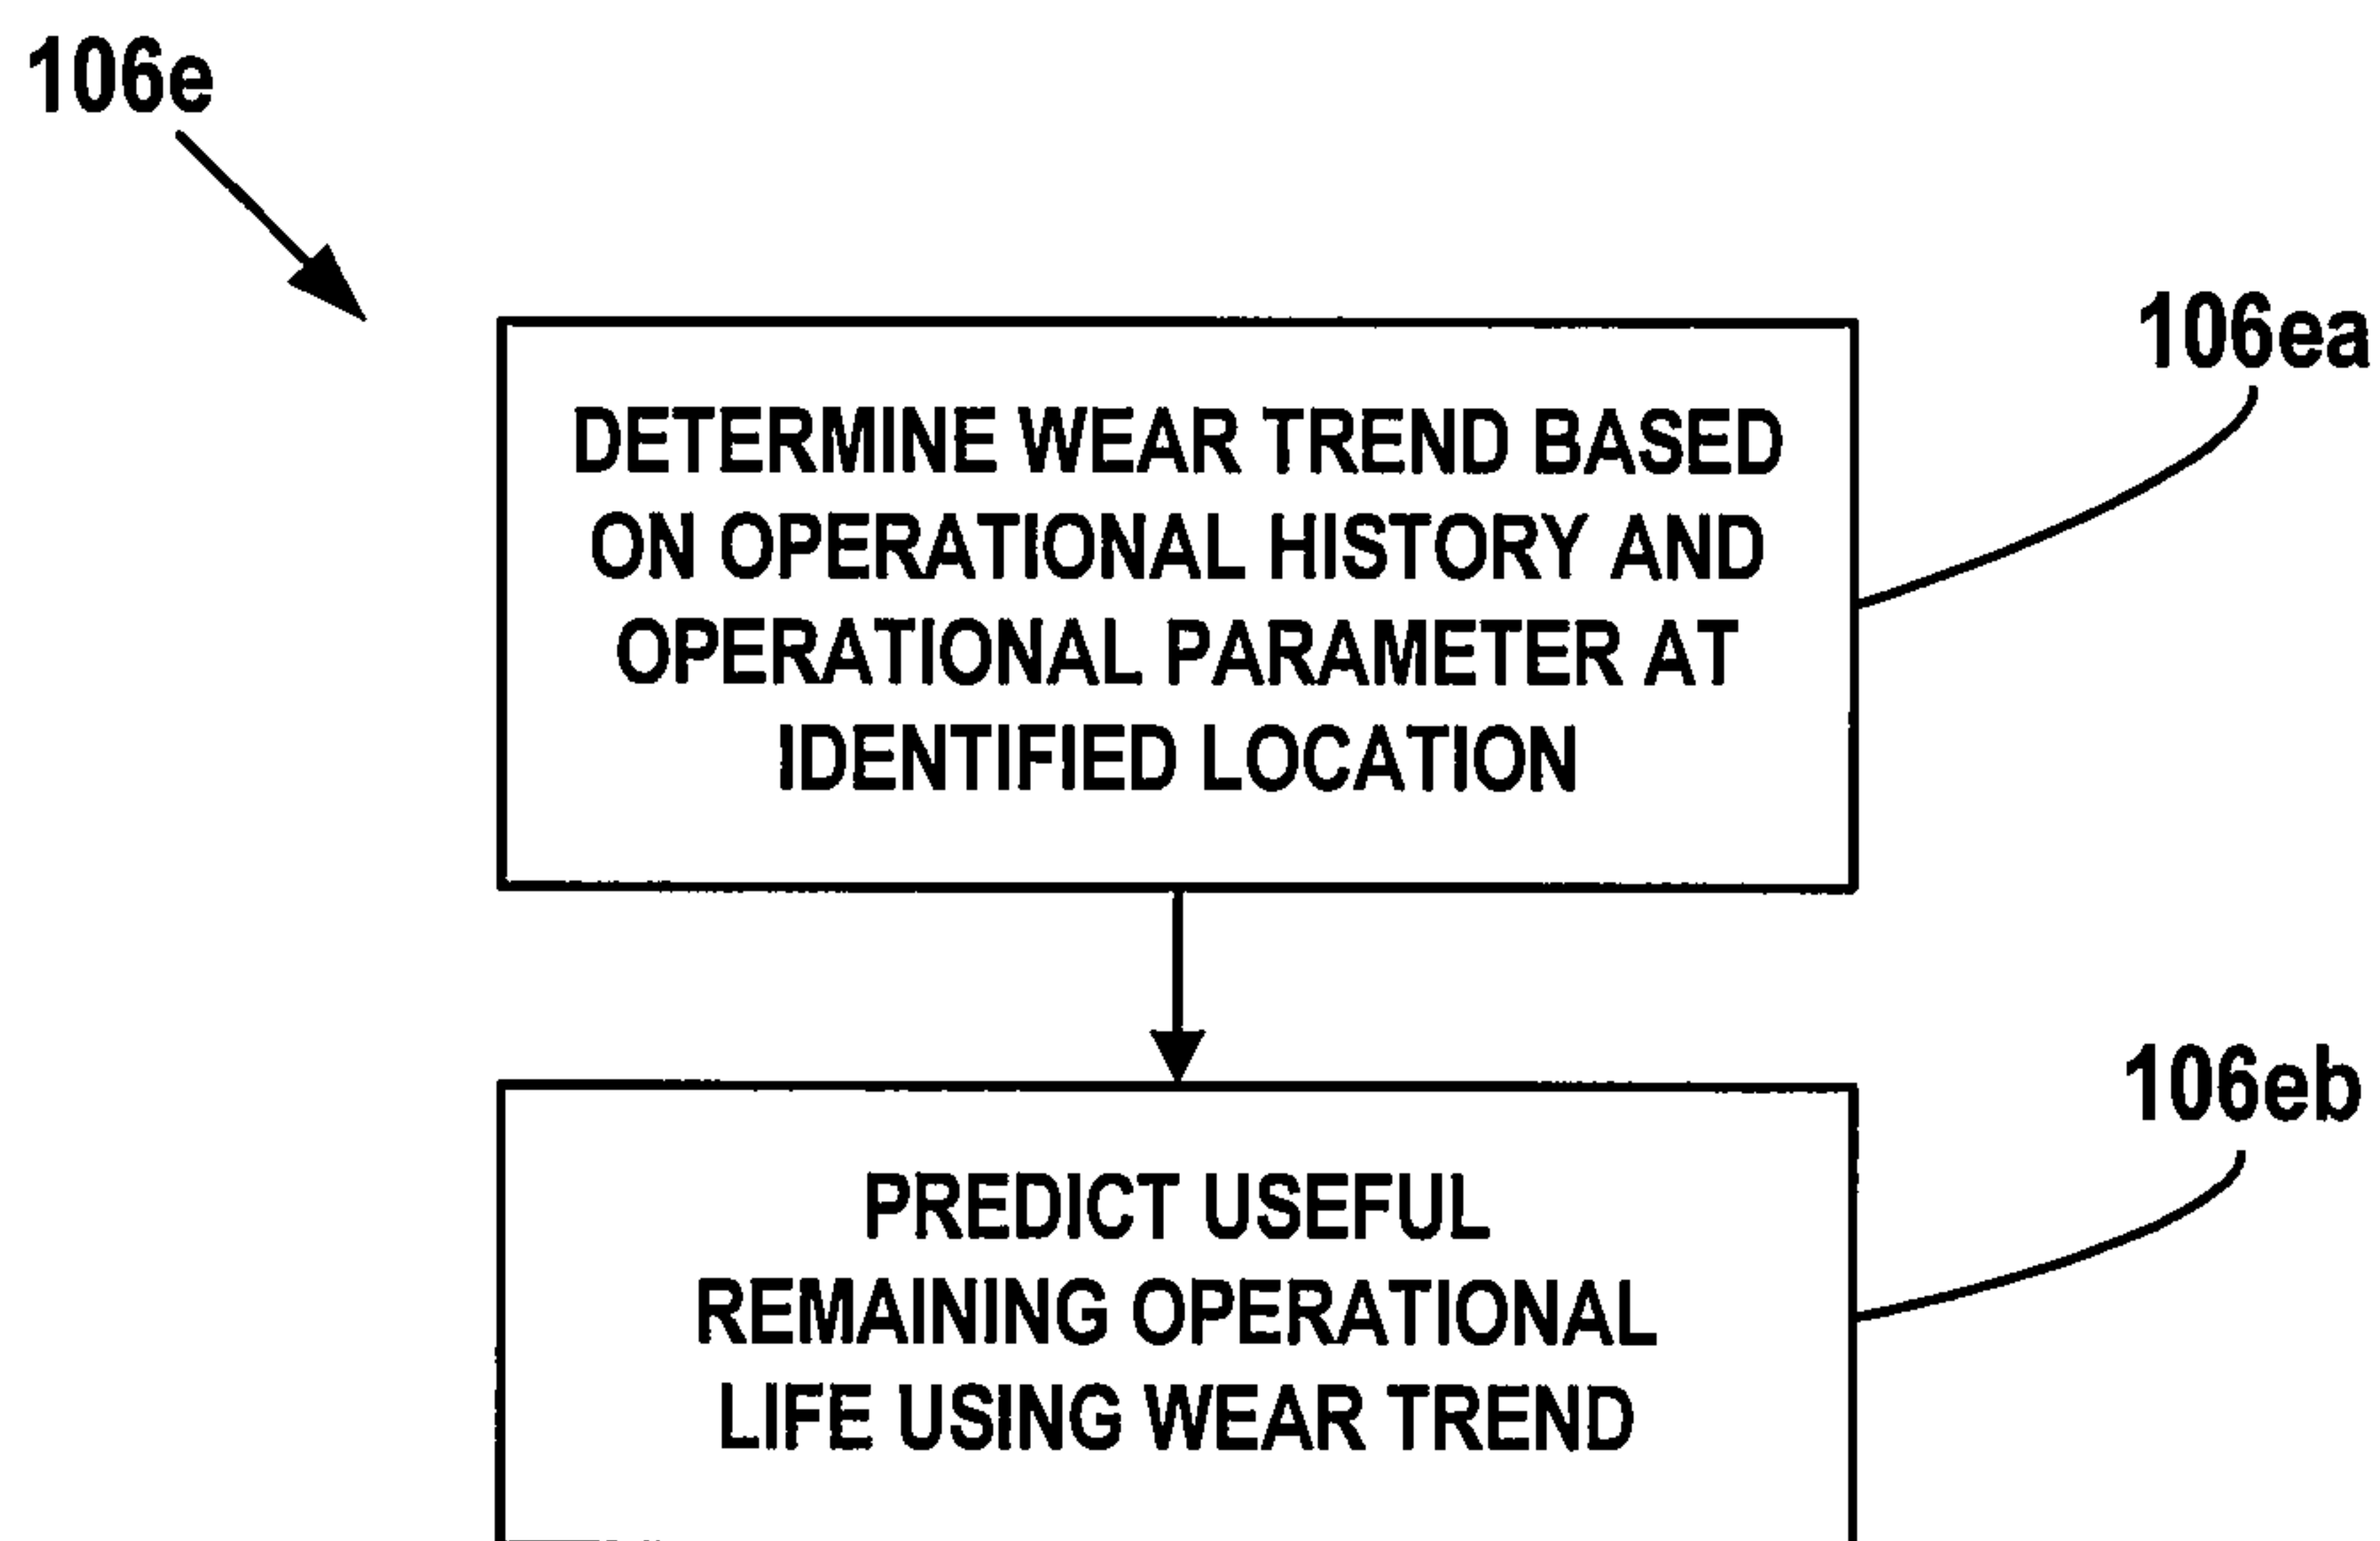 106e
106ea
DETERMINE WEAR TREND BASED
ON OPERATIONAL HISTORY AND
OPERATIONAL PARAMETER AT
IDENTIFIED LOCATION
106eb
PREDICT USEFUL
REMAINING OPERATIONAL
LIFE USING WEAR TREND